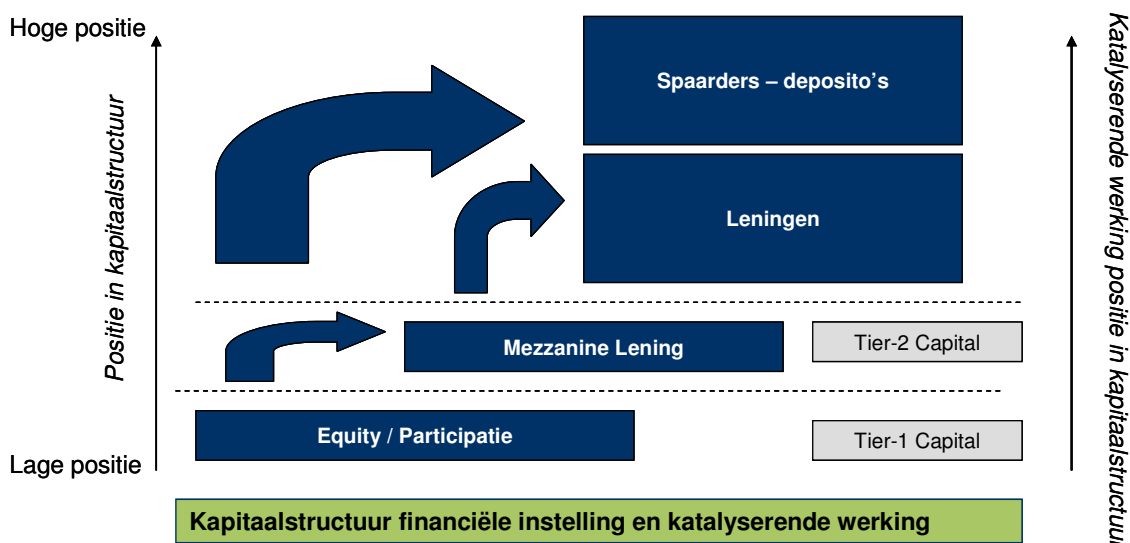 Hoge positie
Positie in kapitaalstructuur
Spaarders – deposito's
Leningen
Mezzanine Lening
Tier-2 Capital
Equity / Participatie
Tier-1 Capital
Lage positie
Katalyserende werking positie in kapitaalstructuur
Kapitaalstructuur financiële instelling en katalyserende werking